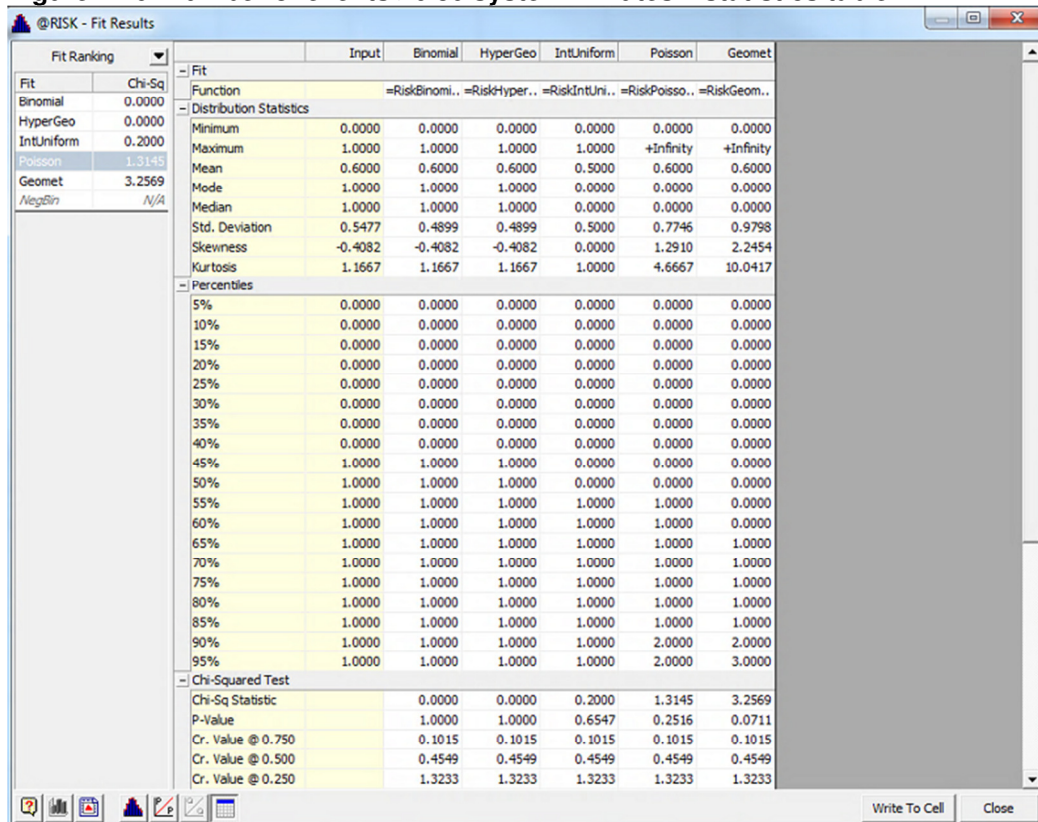 @RISK - Fit Results
Fit Ranking
Fit Chi-Sq
Binomial 0.0000
HyperGeo 0.0000
IntUniform 0.2000
Poisson 1.3145
Geomet 3.2569
NegBin N/A
Input Binomial HyperGeo IntUniform Poisson Geomet
Fit
Function =RiskBinomi.. =RiskHyper.. =RiskIntUni.. =RiskPoisso.. =RiskGeom..
Distribution Statistics
Minimum 0.0000 0.0000 0.0000 0.0000 0.0000 0.0000
Maximum 1.0000 1.0000 1.0000 1.0000 +Infinity +Infinity
Mean 0.6000 0.6000 0.6000 0.5000 0.6000 0.6000
Mode 1.0000 1.0000 1.0000 0.0000 0.0000 0.0000
Median 1.0000 1.0000 1.0000 0.0000 0.0000 0.0000
Std. Deviation 0.5477 0.4899 0.4899 0.5000 0.7746 0.9798
Skewness -0.4082 -0.4082 -0.4082 0.0000 1.2910 2.2454
Kurtosis 1.1667 1.1667 1.1667 1.0000 4.6667 10.0417
Percentiles
5% 0.0000 0.0000 0.0000 0.0000 0.0000 0.0000
10% 0.0000 0.0000 0.0000 0.0000 0.0000 0.0000
15% 0.0000 0.0000 0.0000 0.0000 0.0000 0.0000
20% 0.0000 0.0000 0.0000 0.0000 0.0000 0.0000
25% 0.0000 0.0000 0.0000 0.0000 0.0000 0.0000
30% 0.0000 0.0000 0.0000 0.0000 0.0000 0.0000
35% 0.0000 0.0000 0.0000 0.0000 0.0000 0.0000
40% 0.0000 0.0000 0.0000 0.0000 0.0000 0.0000
45% 1.0000 1.0000 1.0000 0.0000 0.0000 0.0000
50% 1.0000 1.0000 1.0000 0.0000 0.0000 0.0000
55% 1.0000 1.0000 1.0000 1.0000 1.0000 0.0000
60% 1.0000 1.0000 1.0000 1.0000 1.0000 0.0000
65% 1.0000 1.0000 1.0000 1.0000 1.0000 1.0000
70% 1.0000 1.0000 1.0000 1.0000 1.0000 1.0000
75% 1.0000 1.0000 1.0000 1.0000 1.0000 1.0000
80% 1.0000 1.0000 1.0000 1.0000 1.0000 1.0000
85% 1.0000 1.0000 1.0000 1.0000 1.0000 1.0000
90% 1.0000 1.0000 1.0000 1.0000 2.0000 2.0000
95% 1.0000 1.0000 1.0000 1.0000 2.0000 3.0000
Chi-Squared Test
Chi-Sq Statistic 0.0000 0.0000 0.2000 1.3145 3.2569
P-Value 1.0000 1.0000 0.6547 0.2516 0.0711
Cr. Value @ 0.750 0.1015 0.1015 0.1015 0.1015 0.1015
Cr. Value @ 0.500 0.4549 0.4549 0.4549 0.4549 0.4549
Cr. Value @ 0.250 1.3233 1.3233 1.3233 1.3233 1.3233
Write To Cell Close